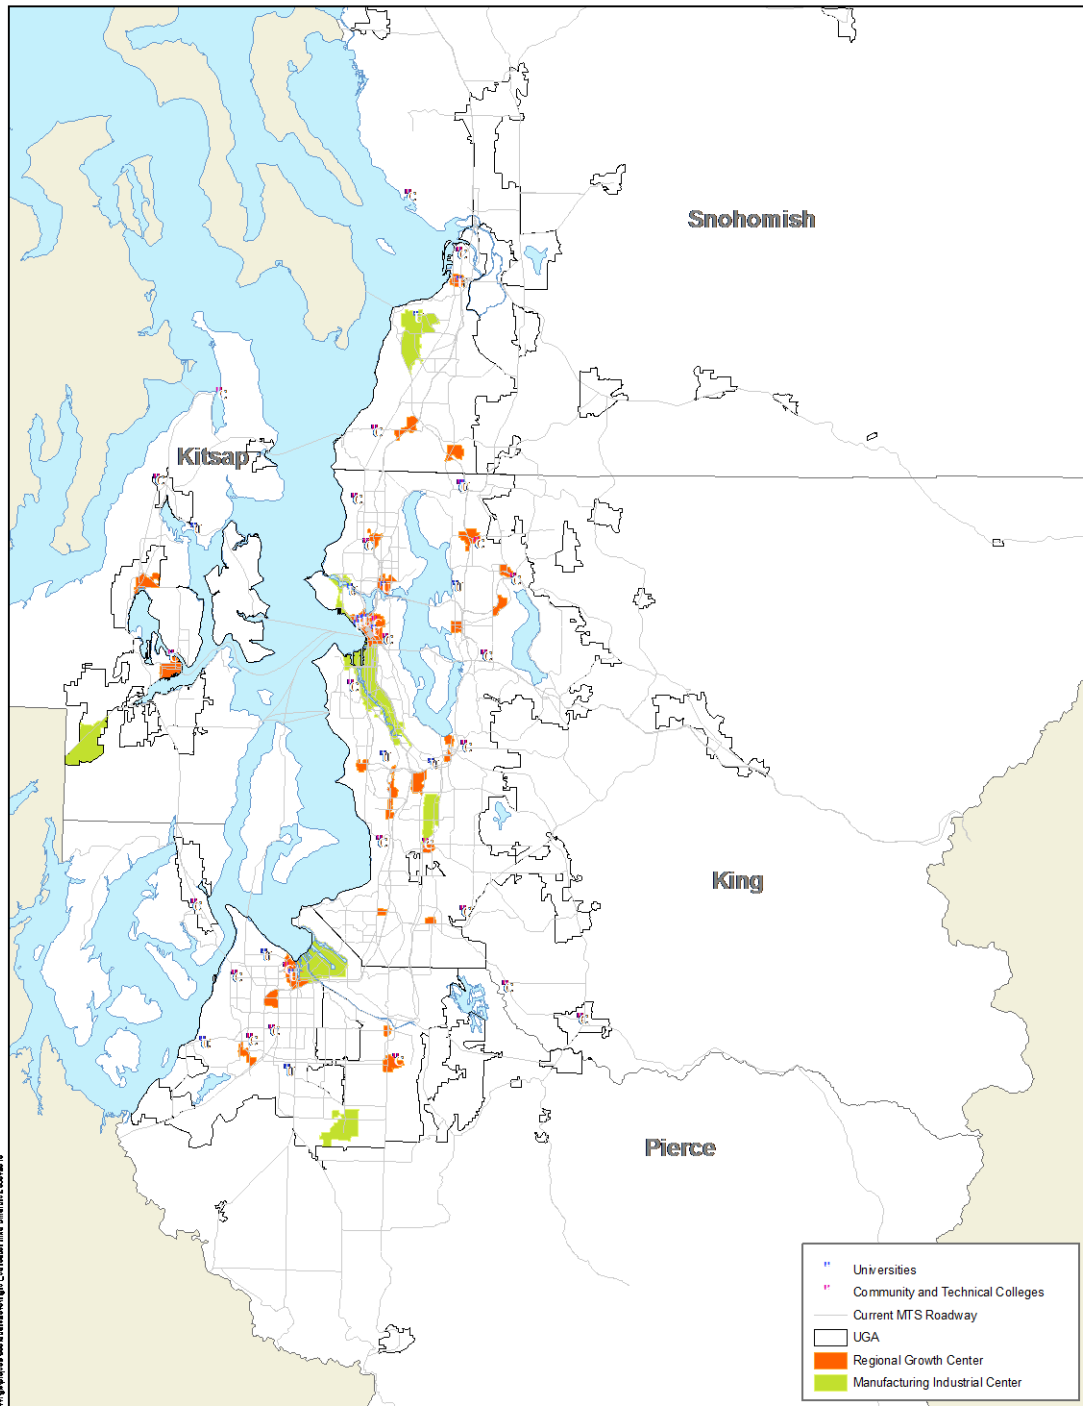 Snohomish
Kitsap
King
Pierce
Universities
Community and Technical Colleges
Current MTS Roadway
UGA
Regional Growth Center
Manufacturing Industrial Center